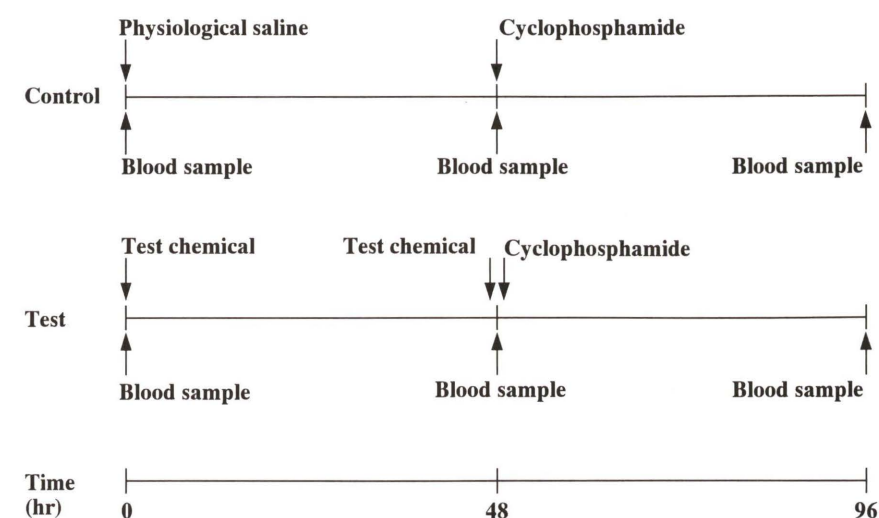 Physiological saline Cyclophosphamide
Control
Blood sample Blood sample Blood sample
Test chemical Test chemical Cyclophosphamide
Test
Blood sample Blood sample Blood sample
Time
(hr) 0 48 96